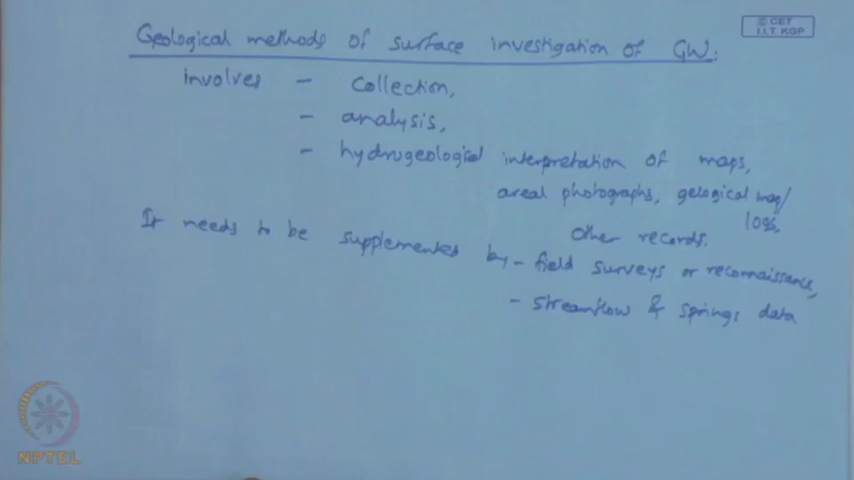 © CET
I.I.T. KGP
Geological methods of surface investigation of GW:
involves - Collection,
- analysis,
- hydrogeological interpretation of maps,
areal photographs, gelogical map/
logs,
other records.
It needs to be supplemented by - field surveys or reconnaissance,
- streamflow & springs data
NPTEL